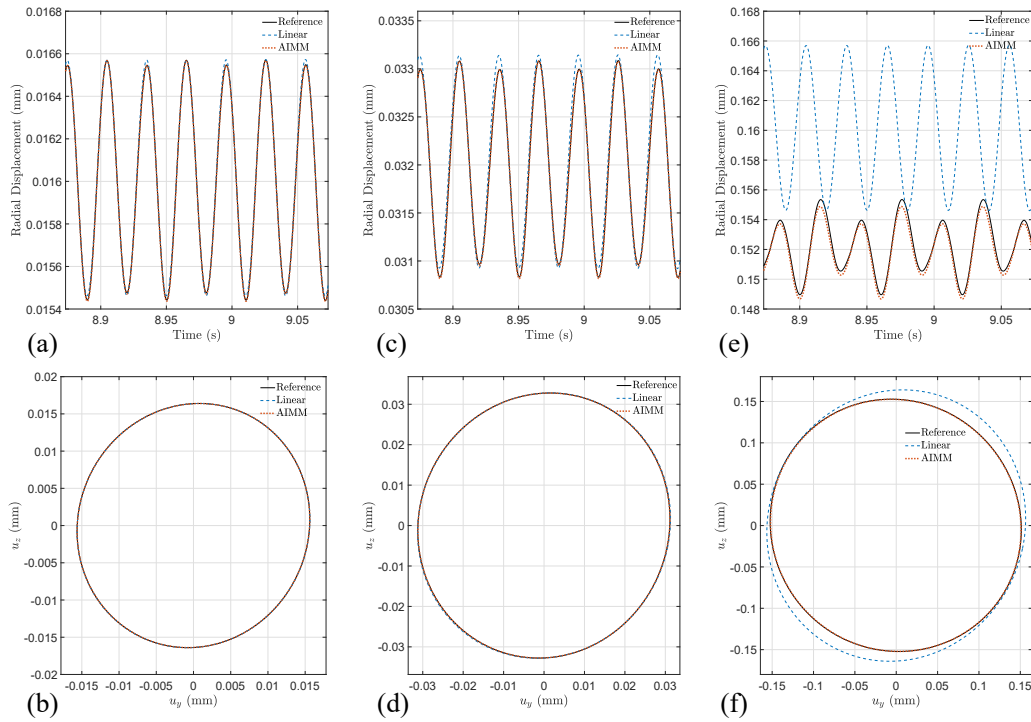 0.0168
0.0166
0.0164
0.0162
0.016
0.0158
0.0156
0.0154
Radial Displacement (mm)
8.9
8.95
9
9.05
Time (s)
Reference
Linear
AIMM
(a)
0.0335
0.033
0.0325
0.032
0.0315
0.031
0.0305
Radial Displacement (mm)
8.9
8.95
9
9.05
Time (s)
Reference
Linear
AIMM
(c)
0.168
0.166
0.164
0.162
0.16
0.158
0.156
0.154
0.152
0.15
0.148
Radial Displacement (mm)
8.9
8.95
9
9.05
Time (s)
Reference
Linear
AIMM
(e)
0.02
0.015
0.01
0.005
0
-0.005
-0.01
-0.015
-0.02
u_z (mm)
-0.015
-0.01
-0.005
0
0.005
0.01
0.015
u_y (mm)
Reference
Linear
AIMM
(b)
0.03
0.02
0.01
0
-0.01
-0.02
-0.03
u_z (mm)
-0.03
-0.02
-0.01
0
0.01
0.02
0.03
u_y (mm)
Reference
Linear
AIMM
(d)
0.15
0.1
0.05
0
-0.05
-0.1
-0.15
u_z (mm)
-0.15
-0.1
-0.05
0
0.05
0.1
0.15
u_y (mm)
Reference
Linear
AIMM
(f)